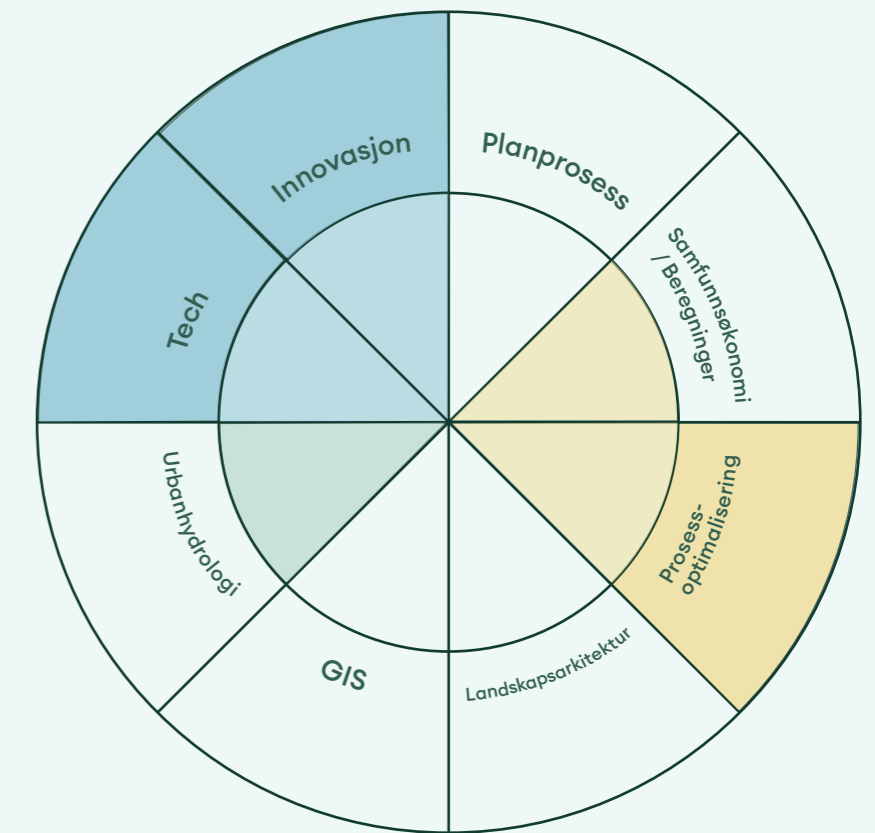 Innovasjon
Planprosess
Samfunnsøkonomi
/ Beregninger
Prosess-
optimalisering
Landskapsarkitektur
GIS
Urbanhydrologi
Tech